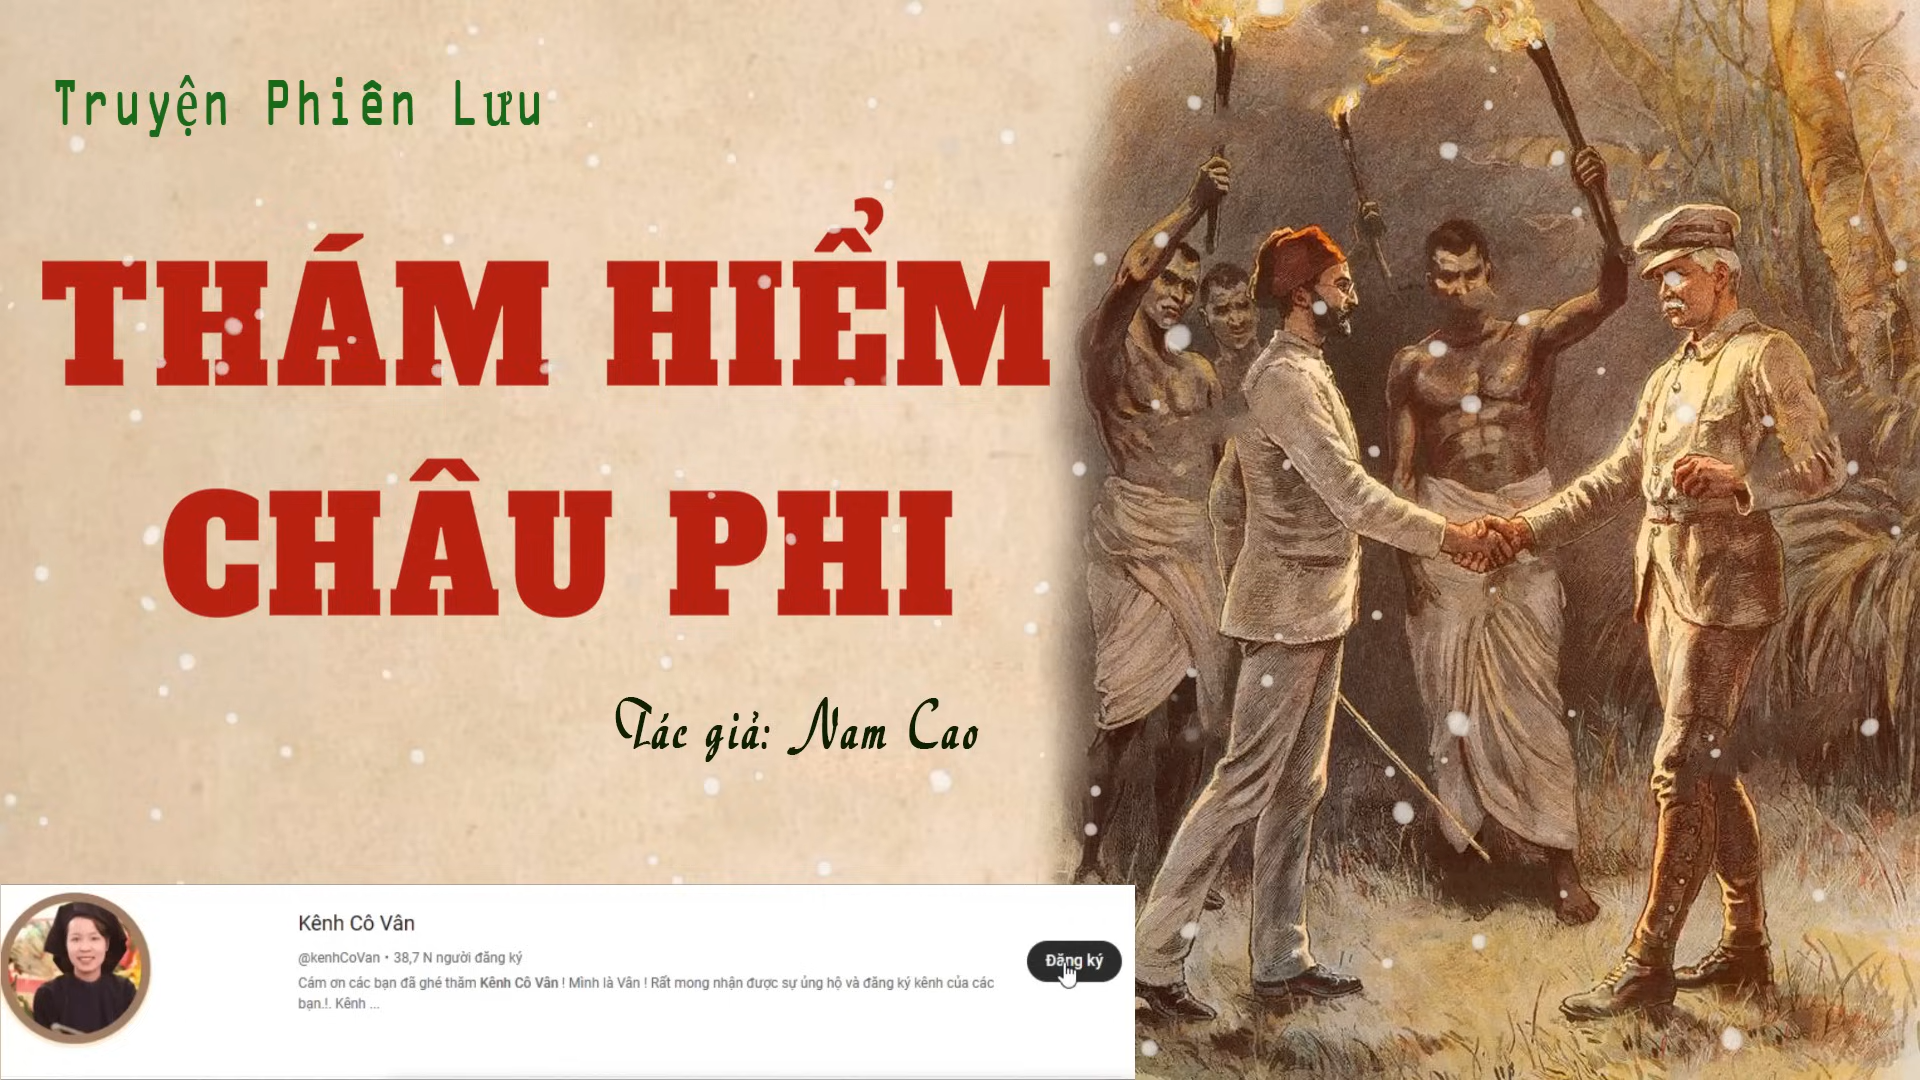 Truyện Phiên Lưu
THÁM HIỂM
CHÂU PHI
Tác giả: Nam Cao
Kênh Cô Vân
@kenhCoVan • 38,7 N người đăng ký
Cám ơn các bạn đã ghé thăm Kênh Cô Vân ! Mình là Vân ! Rất mong nhận được sự ủng hộ và đăng ký kênh của các
bạn.!. Kênh ...
Đăng ký